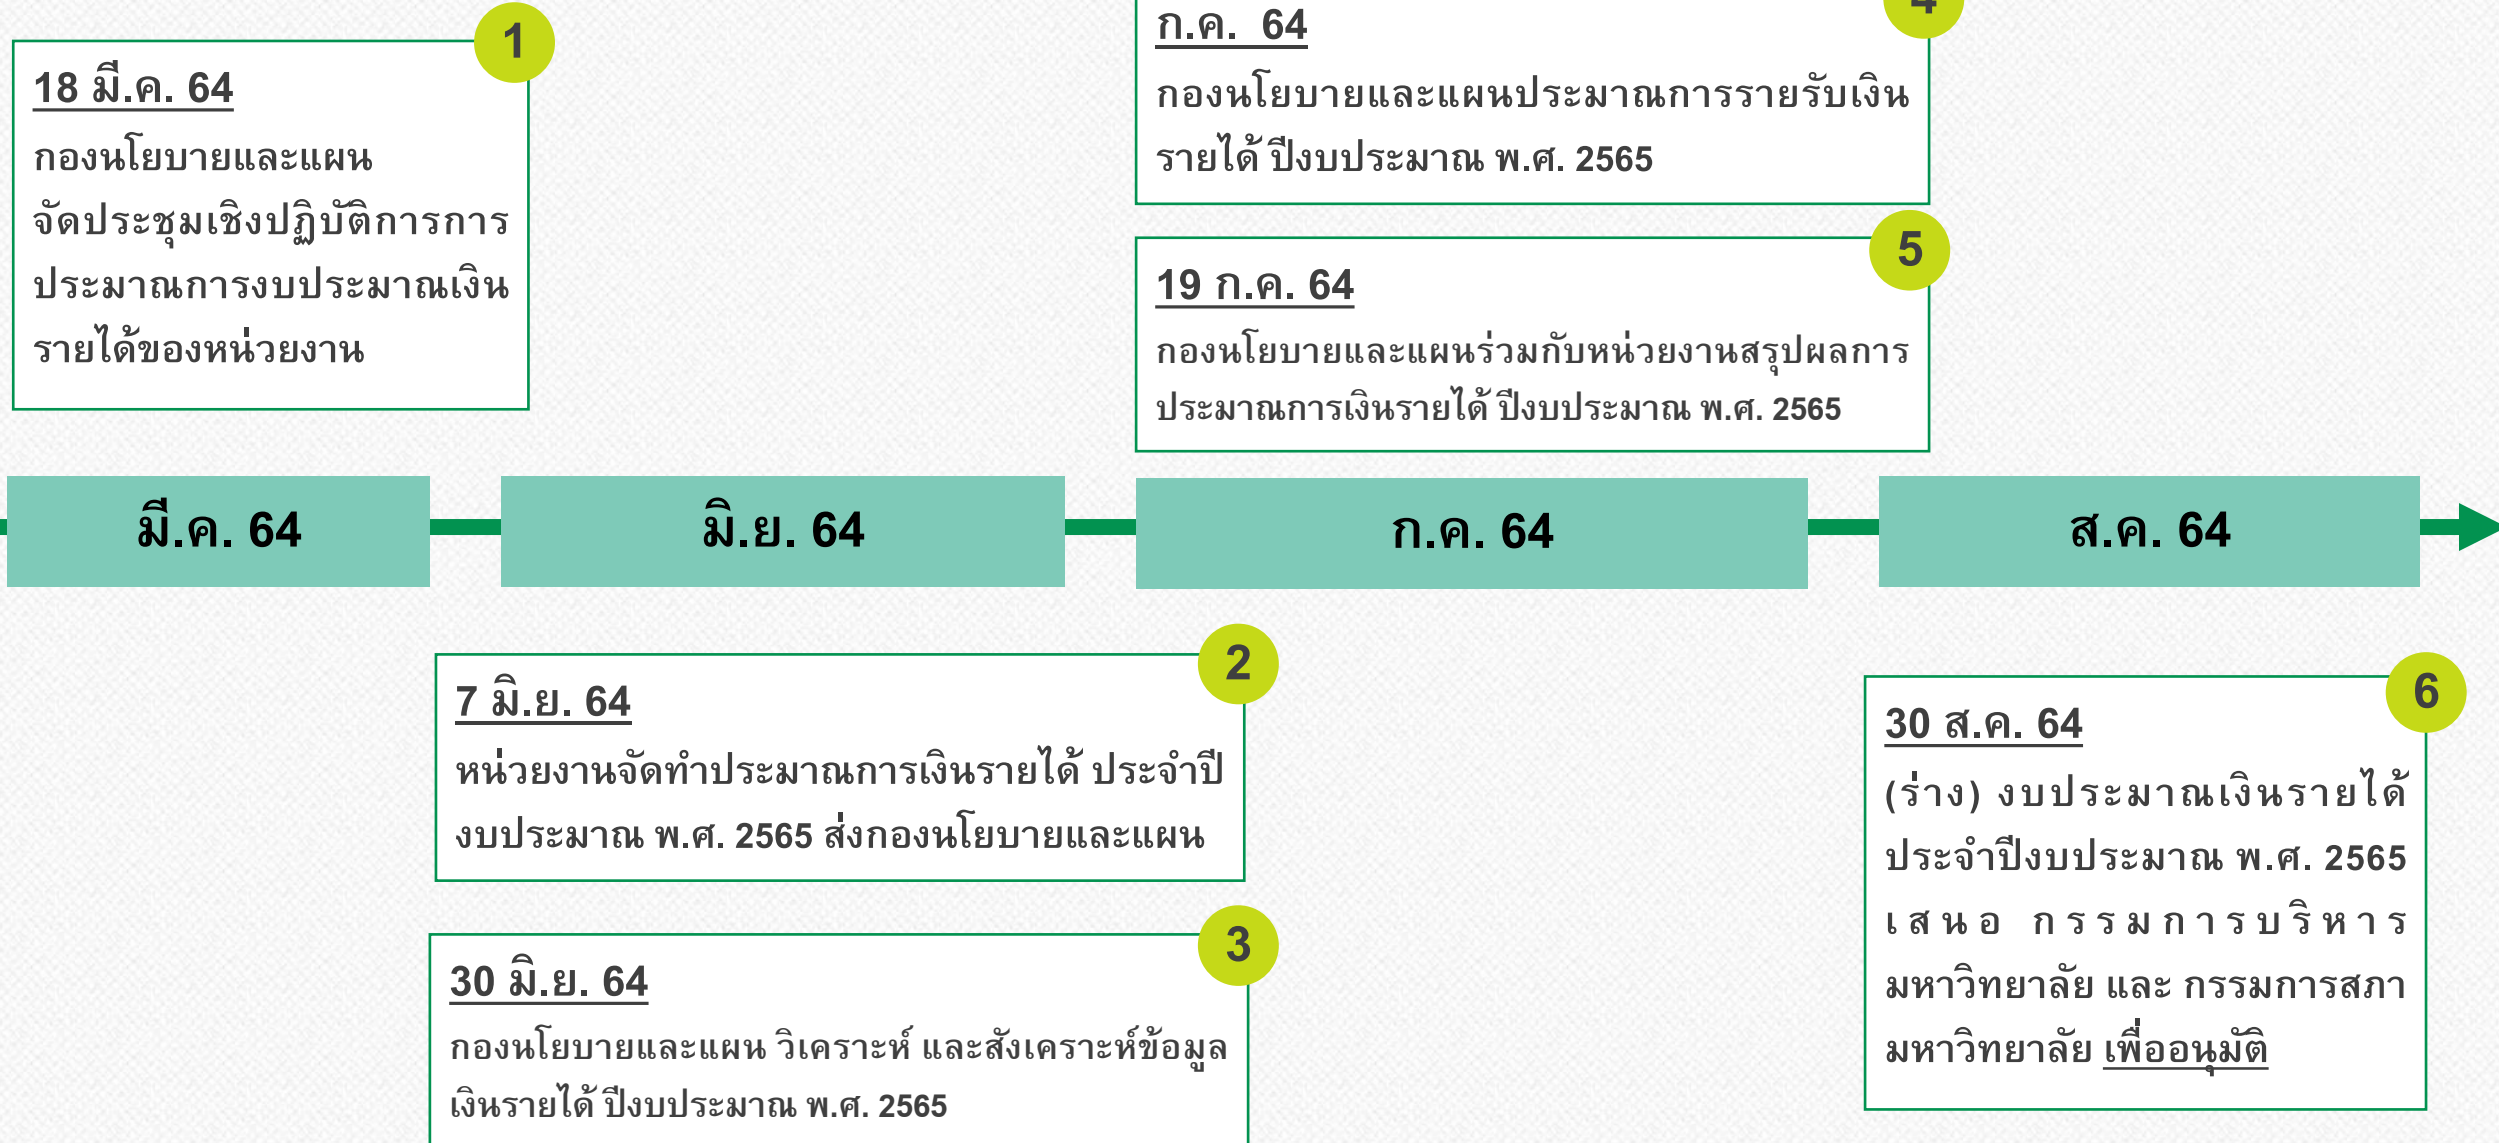 1
18 มี.ค. 64
กองนโยบายและแผน
จัดประชุมเชิงปฏิบัติการการ
ประมาณการงบประมาณเงิน
รายได้ของหน่วยงาน
4
ก.ค. 64
กองนโยบายและแผนประมาณการรายรับเงิน
รายได้ ปีงบประมาณ พ.ศ. 2565
5
19 ก.ค. 64
กองนโยบายและแผนร่วมกับหน่วยงานสรุปผลการ
ประมาณการเงินรายได้ ปีงบประมาณ พ.ศ. 2565
มี.ค. 64
มิ.ย. 64
ก.ค. 64
ส.ค. 64
2
7 มิ.ย. 64
หน่วยงานจัดทำประมาณการเงินรายได้ ประจำปี
งบประมาณ พ.ศ. 2565 ส่งกองนโยบายและแผน
3
30 มิ.ย. 64
กองนโยบายและแผน วิเคราะห์ และสังเคราะห์ข้อมูล
เงินรายได้ ปีงบประมาณ พ.ศ. 2565
6
30 ส.ค. 64
(ร่าง) งบประมาณเงินรายได้
ประจำปีงบประมาณ พ.ศ. 2565
เสนอ กรรมการบริหาร
มหาวิทยาลัย และ กรรมการสภา
มหาวิทยาลัย เพื่ออนุมัติ